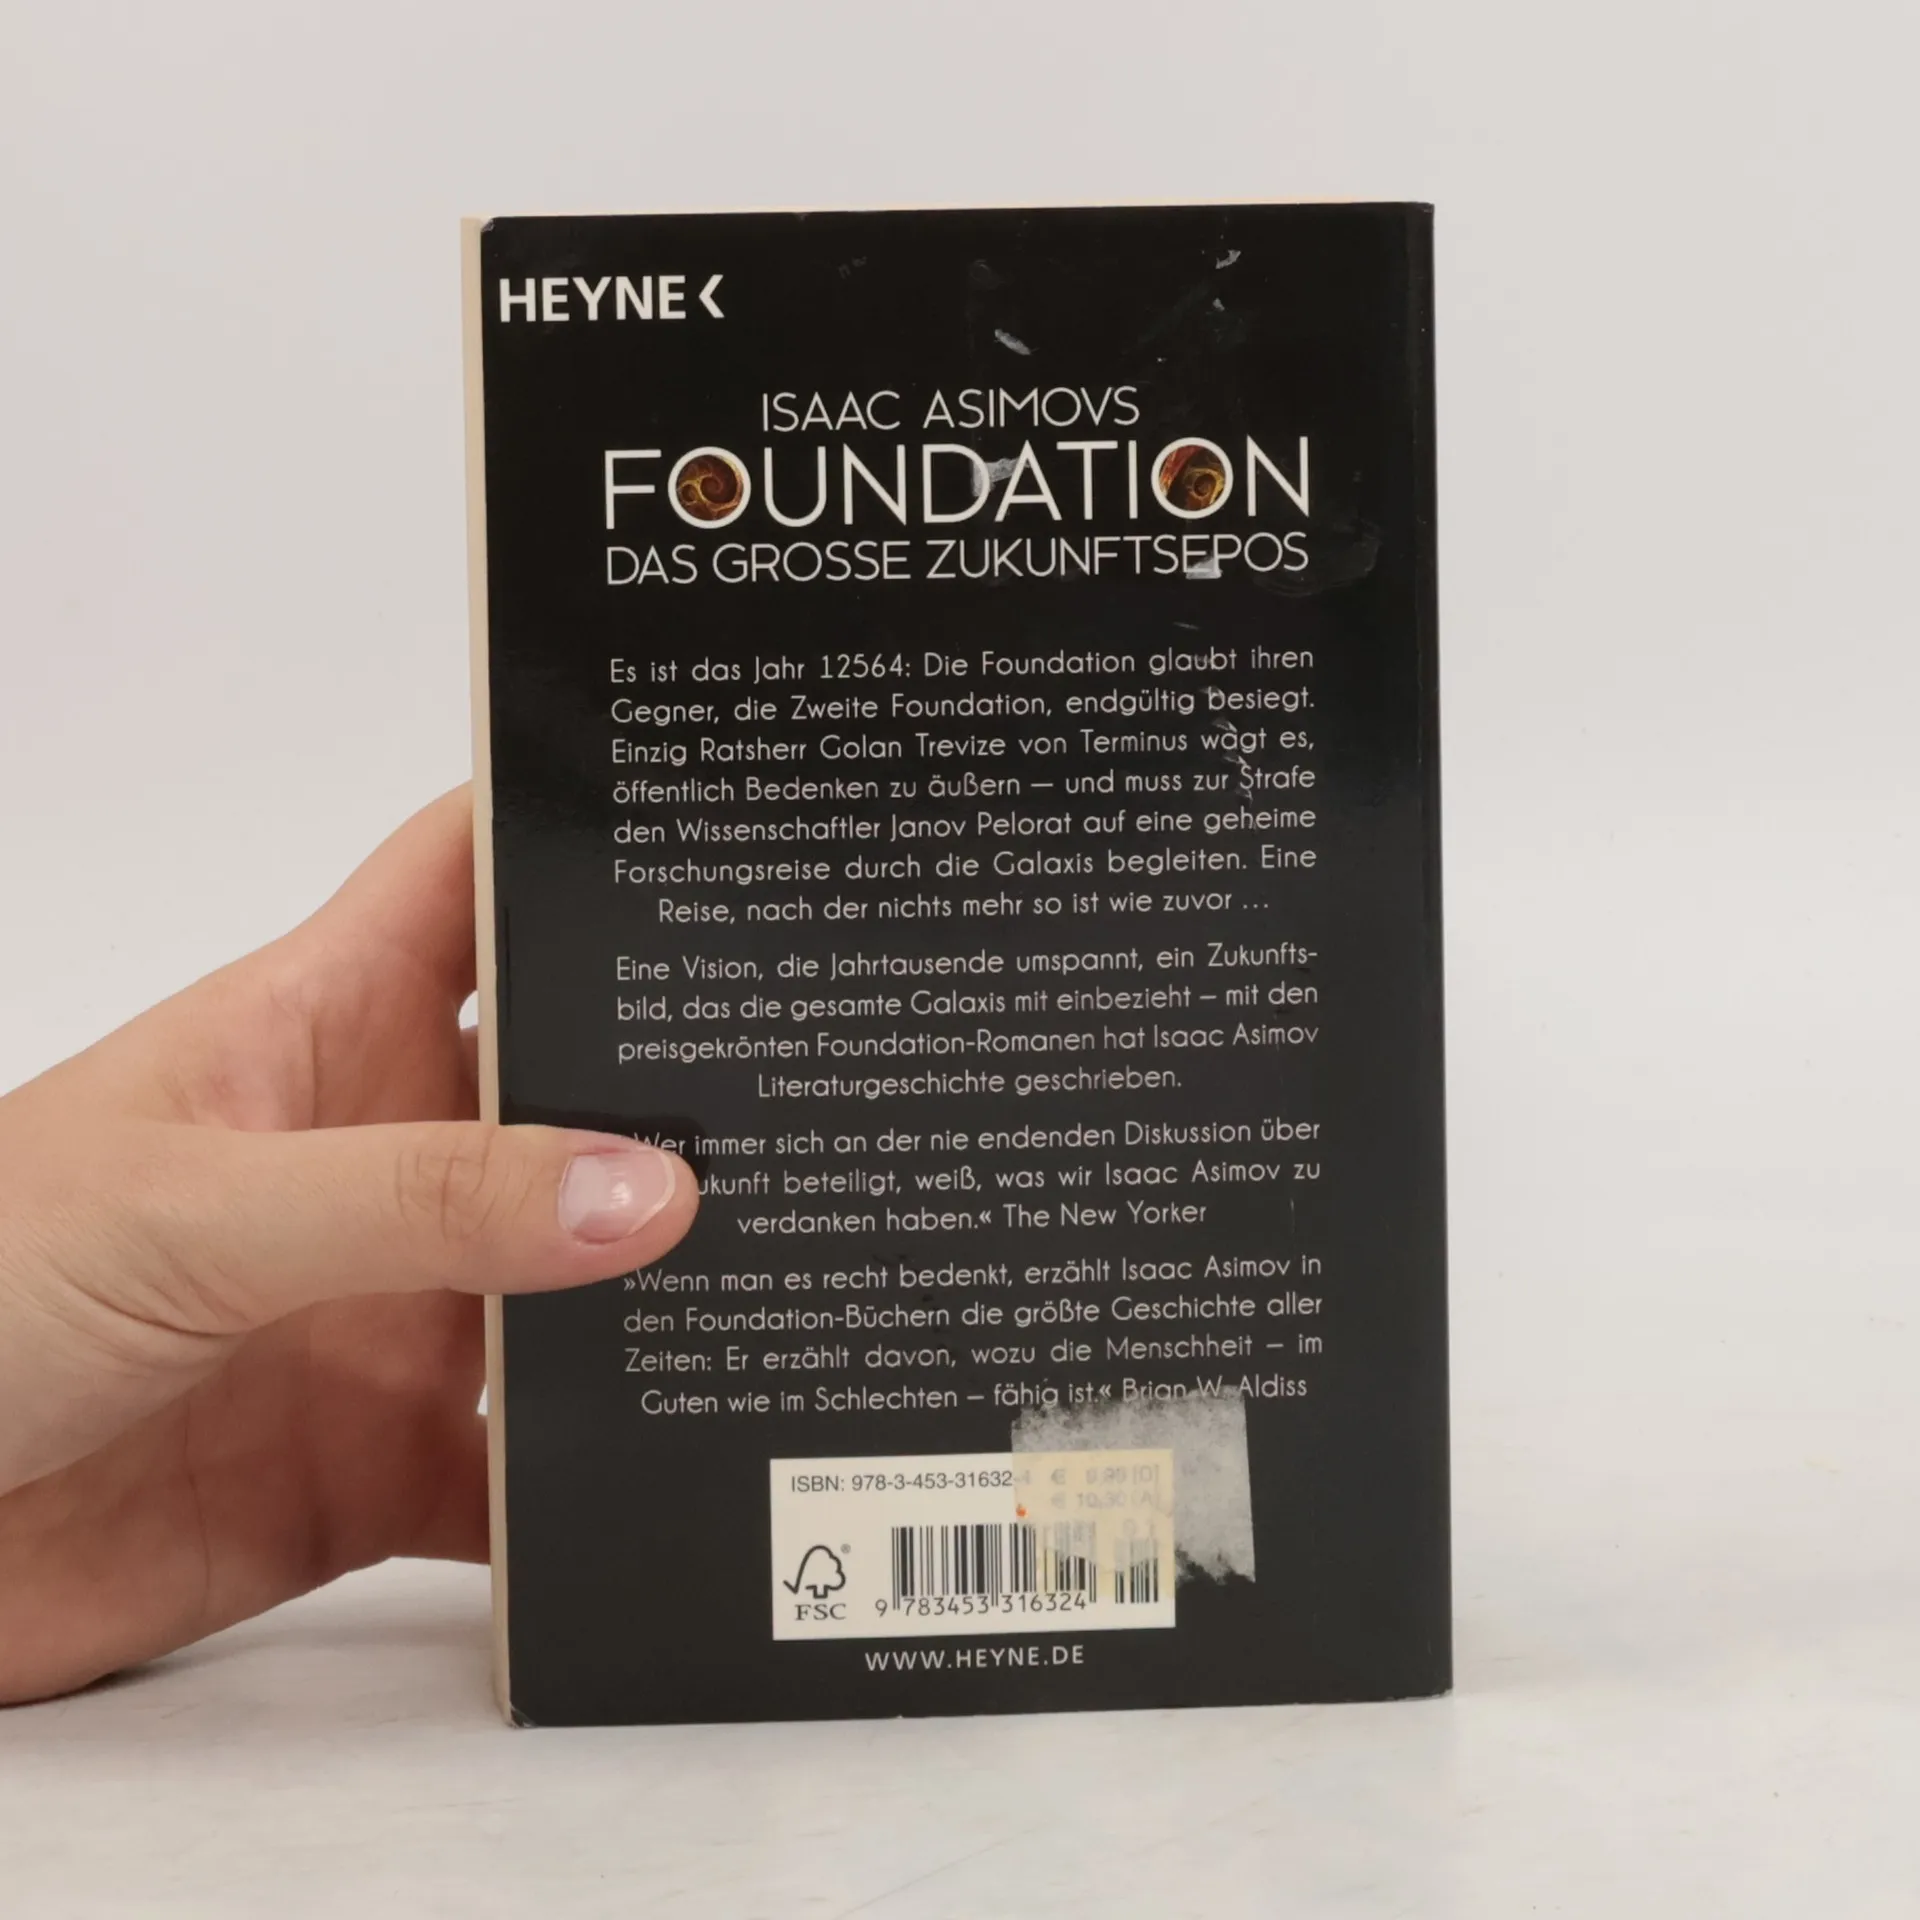 HEYNE <
ISAAC ASIMOVS
FOUNDATION
DAS GROSSE ZUKUNFTSEPOS
Es ist das Jahr 12564: Die Foundation glaubt ihren
Gegner, die Zweite Foundation, endgültig besiegt.
Einzig Ratsherr Golan Trevize von Terminus wagt es,
öffentlich Bedenken zu äußern – und muss zur Strafe
den Wissenschaftler Janov Pelorat auf eine geheime
Forschungsreise durch die Galaxis begleiten. Eine
Reise, nach der nichts mehr so ist wie zuvor ...
Eine Vision, die Jahrtausende umspannt, ein Zukunfts-
bild, das die gesamte Galaxis mit einbezieht – mit den
preisgekrönten Foundation-Romanen hat Isaac Asimov
Literaturgeschichte geschrieben.
Wer immer sich an der nie endenden Diskussion über
beteiligt, weiß, was wir Isaac Asimov zu
verdanken haben.« The New Yorker
»Wenn man es recht bedenkt, erzählt Isaac Asimov in
den Foundation-Büchern die größte Geschichte aller
Zeiten: Er erzählt davon, wozu die Menschheit – im
Guten wie im Schlechten – fähig ist.« Brian W. Aldiss
ISBN: 978-3-453-31632-4 € 9,99 [D]
€ 10,30 [A]
FSC
®
9 783453 316324
WWW.HEYNE.DE